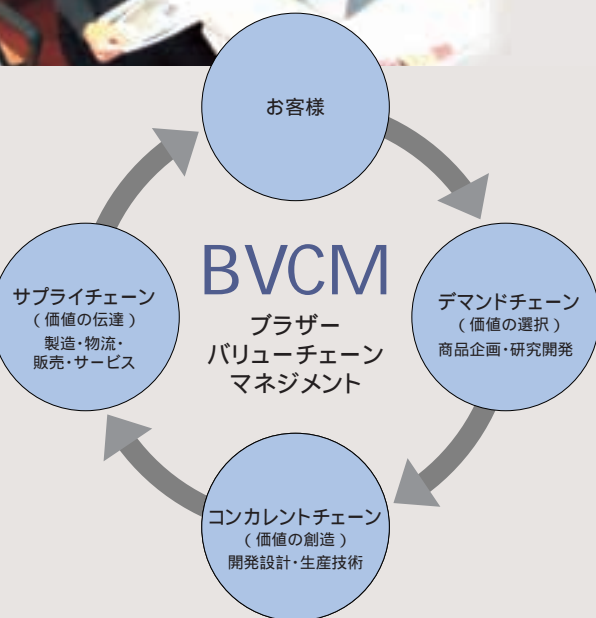 お客様
BVCM
ブラザー
バリューチェーン
マネジメント
デマンドチェーン
(価値の選択)
商品企画・研究開発
コンカレントチェーン
(価値の創造)
開発設計・生産技術
サプライチェーン
(価値の伝達)
製造・物流・
販売・サービス